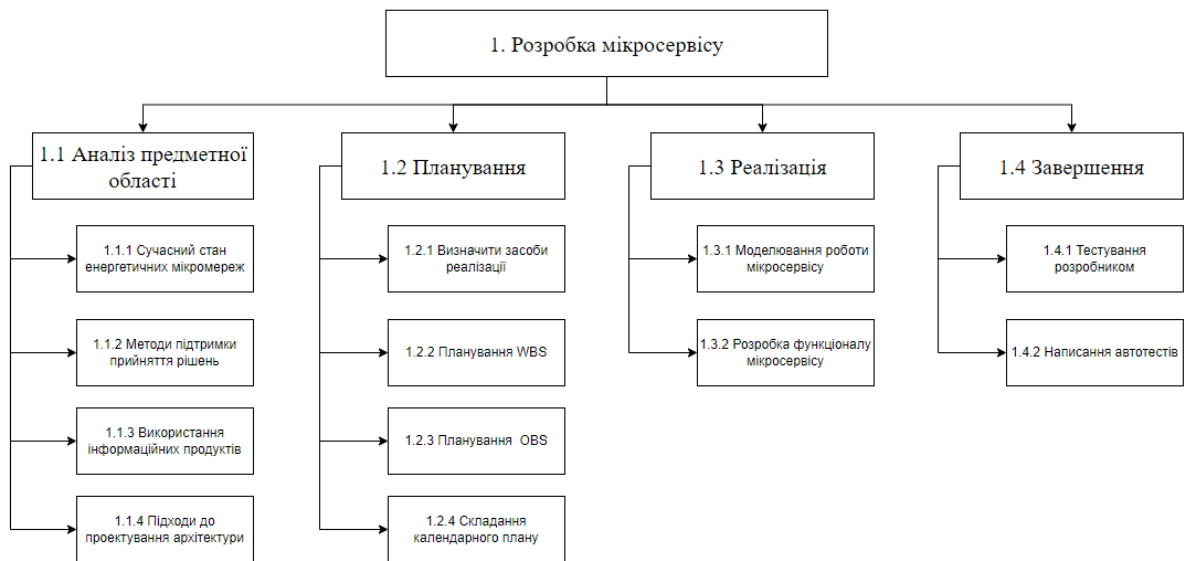 1. Розробка мікросервісу
1.1 Аналіз предметної
області
1.2 Планування
1.3 Реалізація
1.4 Завершення
1.1.1 Сучасний стан
енергетичних мікромереж
1.2.1 Визначити засоби
реалізації
1.3.1 Моделювання роботи
мікросервісу
1.4.1 Тестування
розробником
1.1.2 Методи підтримки
прийняття рішень
1.2.2 Планування WBS
1.3.2 Розробка функціоналу
мікросервісу
1.4.2 Написання автотестів
1.1.3 Використання
інформаційних продуктів
1.2.3 Планування OBS
1.1.4 Підходи до
проектування архітектури
1.2.4 Складання
календарного плану